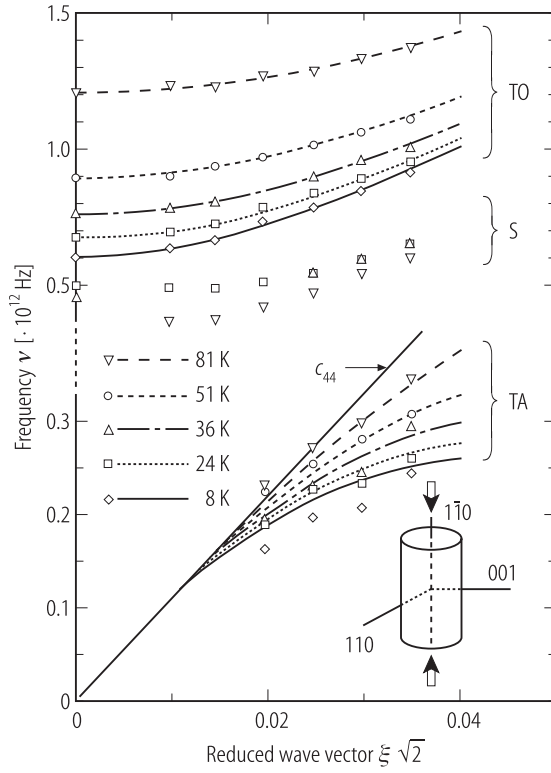 1.5
1.0
0.5
0.3
0.2
0.1
0
Frequency ν [ · 10¹² Hz]
TO
S
TA
c₄₄
81 K
51 K
36 K
24 K
8 K
11̄0
001
110
0
0.02
0.04
Reduced wave vector ξ √2